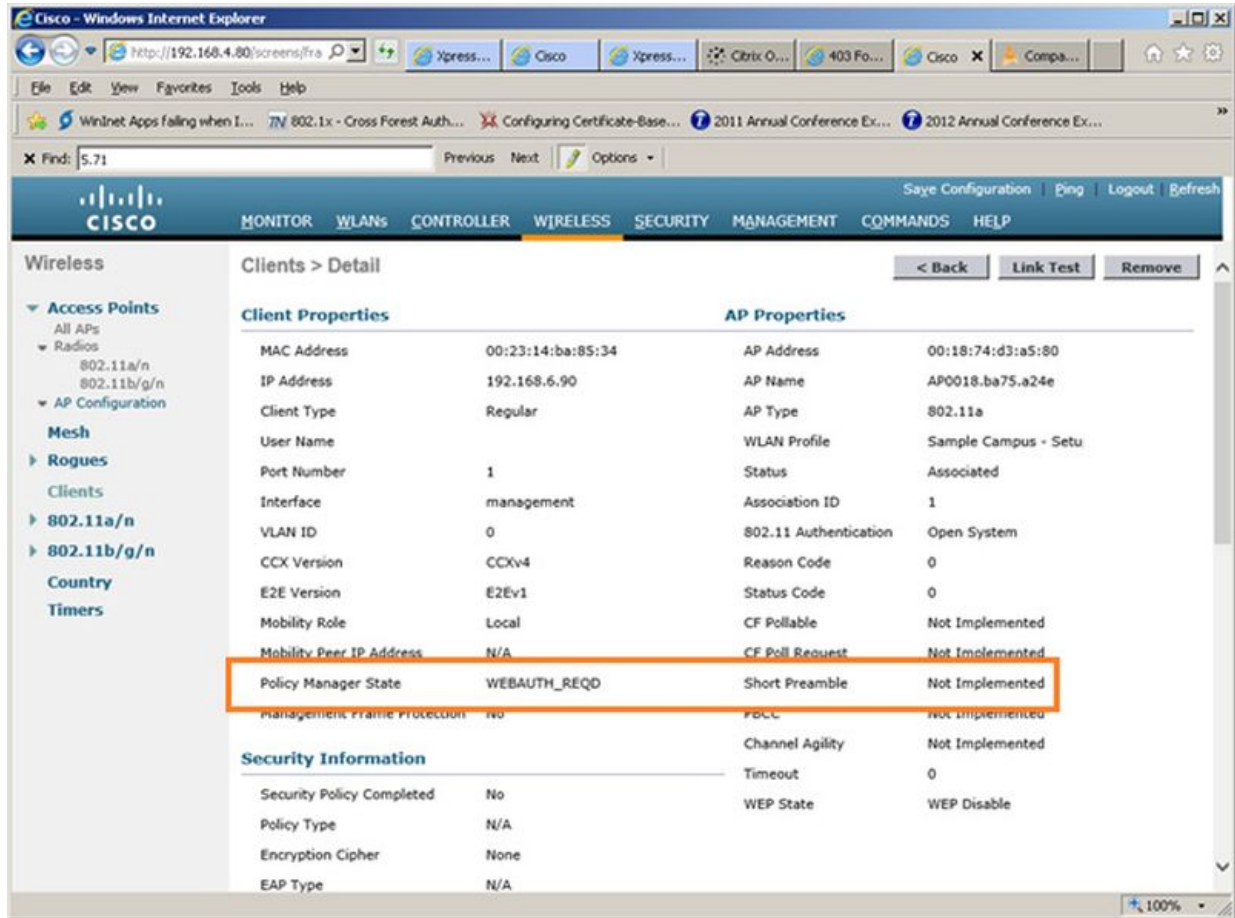 Cisco - Windows Internet Explorer
http://192.168.4.80/screens/fra
Xpress...
Cisco
Xpress...
Citrix O...
403 Fo...
Cisco
Compa...
File Edit View Favorites Tools Help
WinInet Apps failing when I...
802.1x - Cross Forest Auth...
Configuring Certificate-Base...
2011 Annual Conference Ex...
2012 Annual Conference Ex...
Find: 5.71 Previous Next Options
Save Configuration | Ping | Logout | Refresh
CISCO
MONITOR WLANs CONTROLLER WIRELESS SECURITY MANAGEMENT COMMANDS HELP
Wireless
Access Points
All APs
Radios
802.11a/n
802.11b/g/n
AP Configuration
Mesh
Rogues
Clients
802.11a/n
802.11b/g/n
Country
Timers
Clients > Detail
< Back
Link Test
Remove
Client Properties
MAC Address 00:23:14:ba:85:34
IP Address 192.168.6.90
Client Type Regular
User Name
Port Number 1
Interface management
VLAN ID 0
CCX Version CCXv4
E2E Version E2Ev1
Mobility Role Local
Mobility Peer IP Address N/A
Policy Manager State WEBAUTH_REQD
Management Frame Protection No
Security Information
Security Policy Completed No
Policy Type N/A
Encryption Cipher None
EAP Type N/A
AP Properties
AP Address 00:18:74:d3:a5:80
AP Name AP0018.ba75.a24e
AP Type 802.11a
WLAN Profile Sample Campus - Setu
Status Associated
Association ID 1
802.11 Authentication Open System
Reason Code 0
Status Code 0
CF Pollable Not Implemented
CF Poll Request Not Implemented
Short Preamble Not Implemented
PBCC Not Implemented
Channel Agility Not Implemented
Timeout 0
WEP State WEP Disable
100%